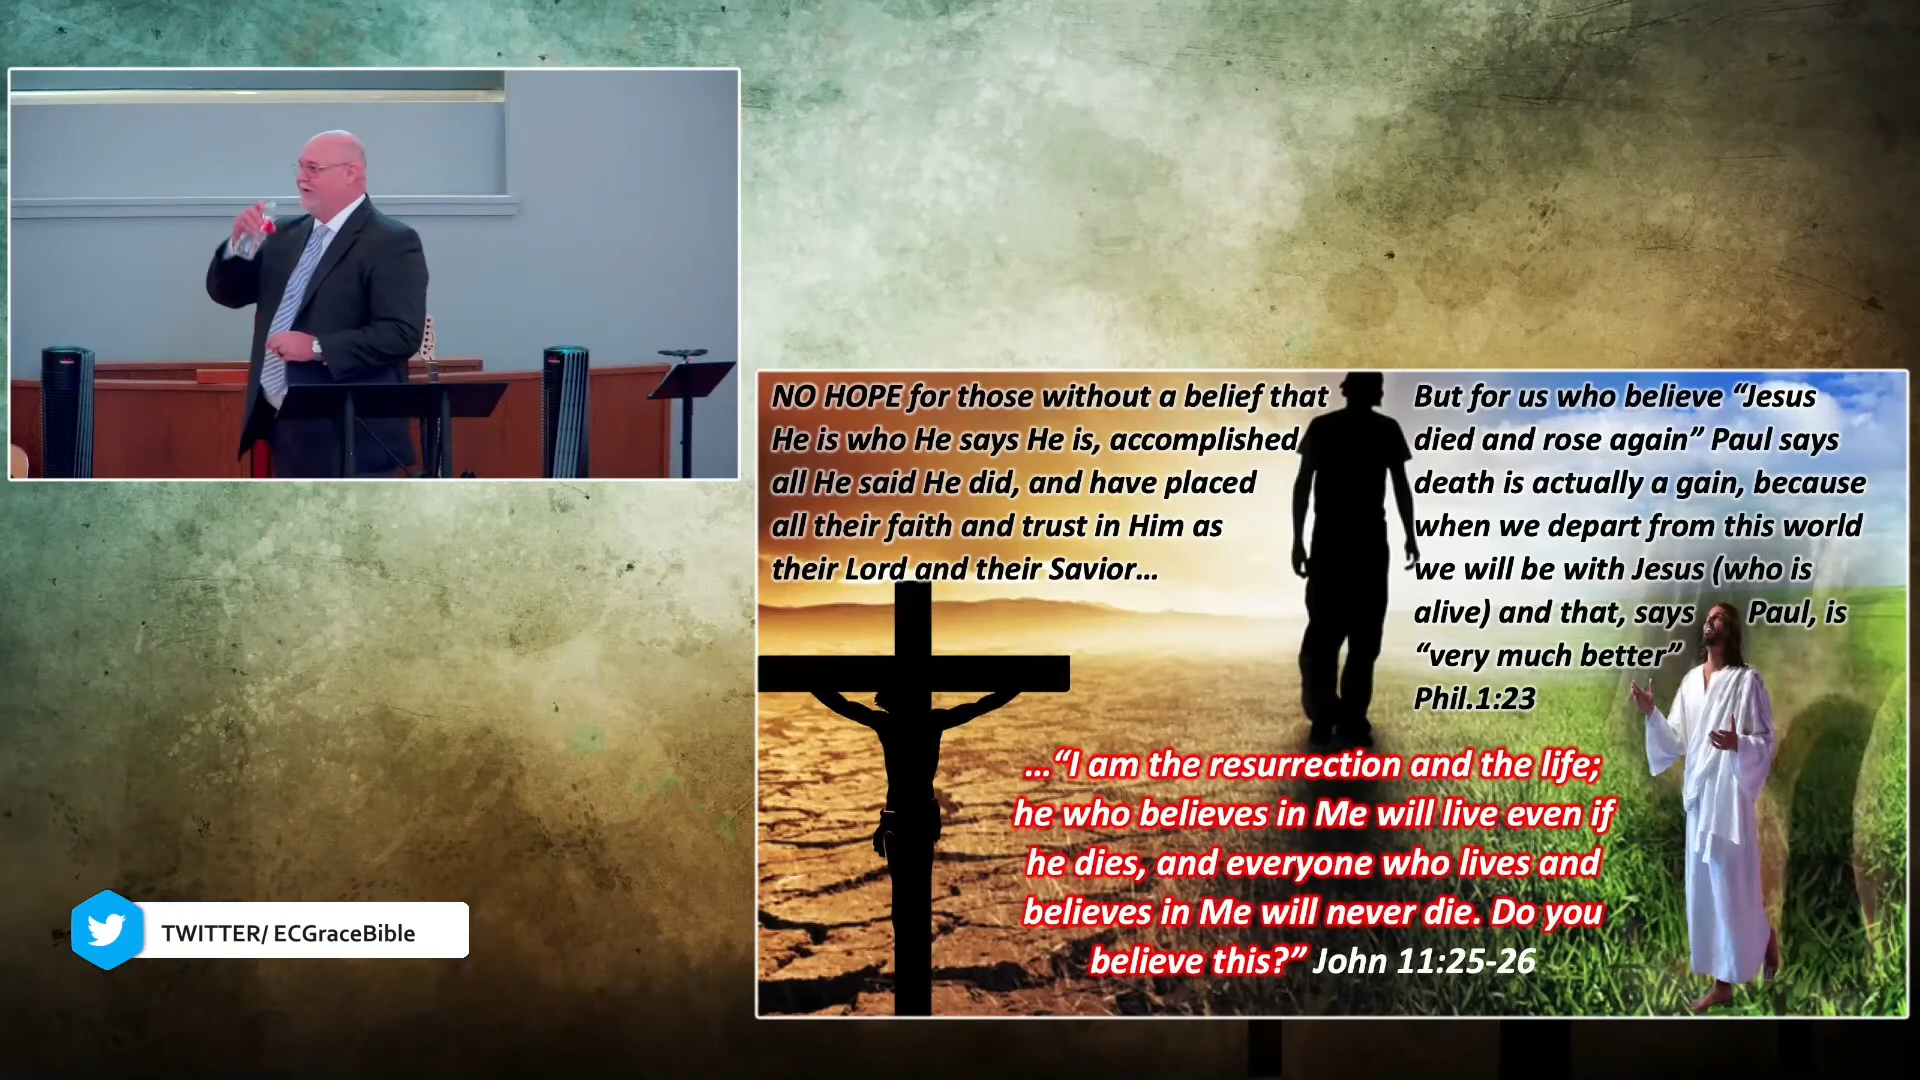 NO HOPE for those without a belief that
He is who He says He is, accomplished
all He said He did, and have placed
all their faith and trust in Him as
their Lord and their Savior...
But for us who believe “Jesus
died and rose again” Paul says
death is actually a gain, because
when we depart from this world
we will be with Jesus (who is
alive) and that, says Paul, is
“very much better”
Phil.1:23
...“I am the resurrection and the life;
he who believes in Me will live even if
he dies, and everyone who lives and
believes in Me will never die. Do you
believe this?” John 11:25-26
TWITTER/ ECGraceBible